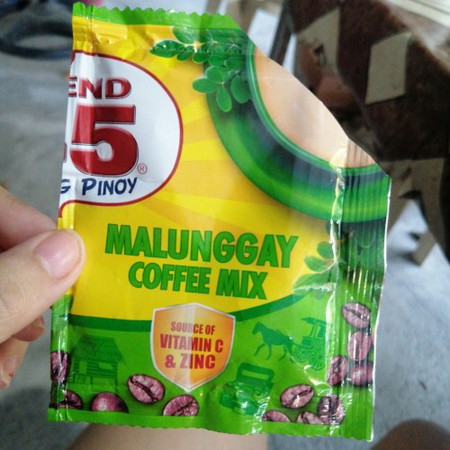 END
5®
G PINOY
MALUNGGAY
COFFEE MIX
SOURCE OF
VITAMIN C
& ZINC